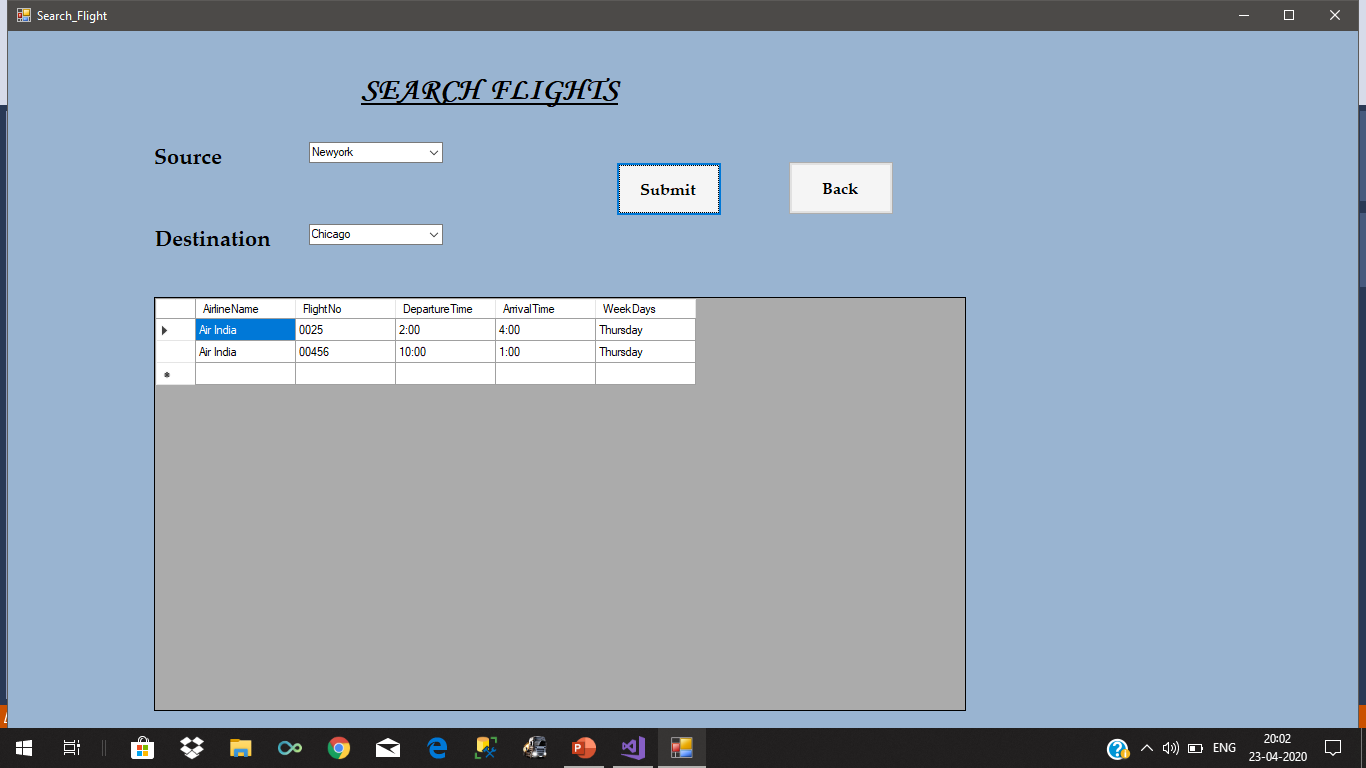 Search_Flight
SEARCH FLIGHTS
Source
Newyork
Submit
Back
Destination
Chicago
AirlineName FlightNo DepartureTime ArrivalTime WeekDays
Air India 0025 2:00 4:00 Thursday
Air India 00456 10:00 1:00 Thursday
ENG
20:02
23-04-2020